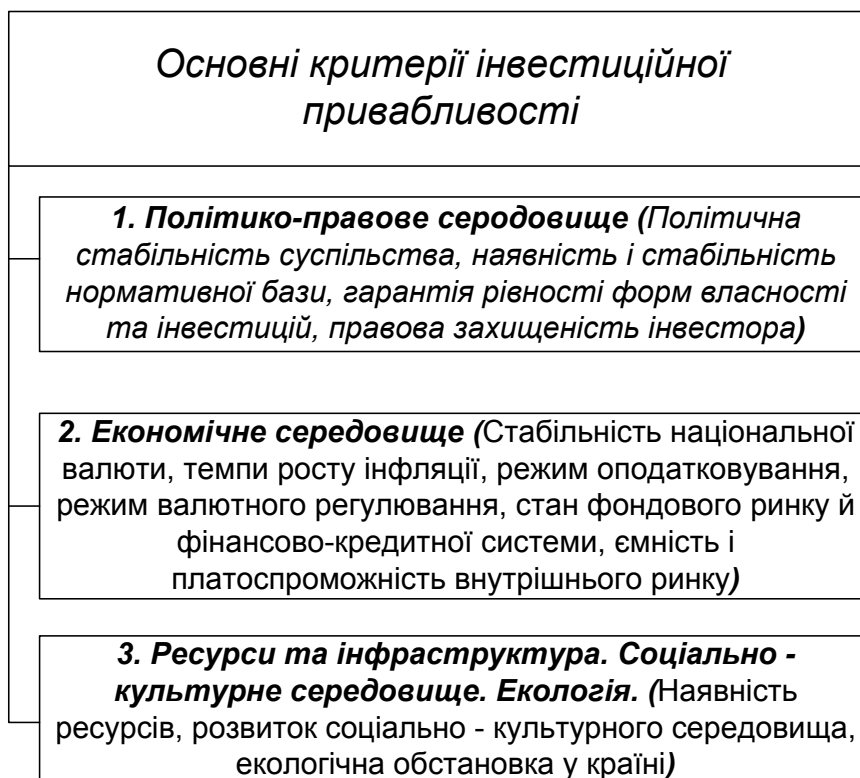 Основні критерії інвестиційної
привабливості
1. Політико-правове серодовище (Політична
стабільність суспільства, наявність і стабільність
нормативної бази, гарантія рівності форм власності
та інвестицій, правова захищеність інвестора)
2. Економічне середовище (Стабільність національної
валюти, темпи росту інфляції, режим оподатковування,
режим валютного регулювання, стан фондового ринку й
фінансово-кредитної системи, ємність і
платоспроможність внутрішнього ринку)
3. Ресурси та інфраструктура. Соціально -
культурне середовище. Екологія. (Наявність
ресурсів, розвиток соціально - культурного середовища,
екологічна обстановка у країні)